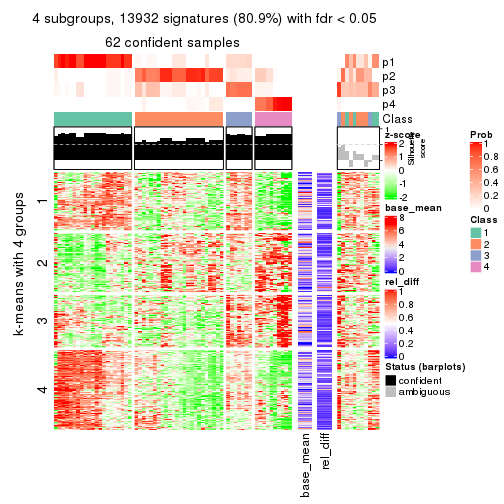 4 subgroups, 13932 signatures (80.9%) with fdr < 0.05
62 confident samples
p1
p2
p3
p4
Class
1
Silhouette
score
k-means with 4 groups
1
2
3
4
base_mean
rel_diff
z-score
2
1
0
-1
-2
base_mean
8
6
4
2
0
rel_diff
1
0.8
0.6
0.4
0.2
0
Status (barplots)
confident
ambiguous
Prob
1
0.8
0.6
0.4
0.2
0
Class
1
2
3
4